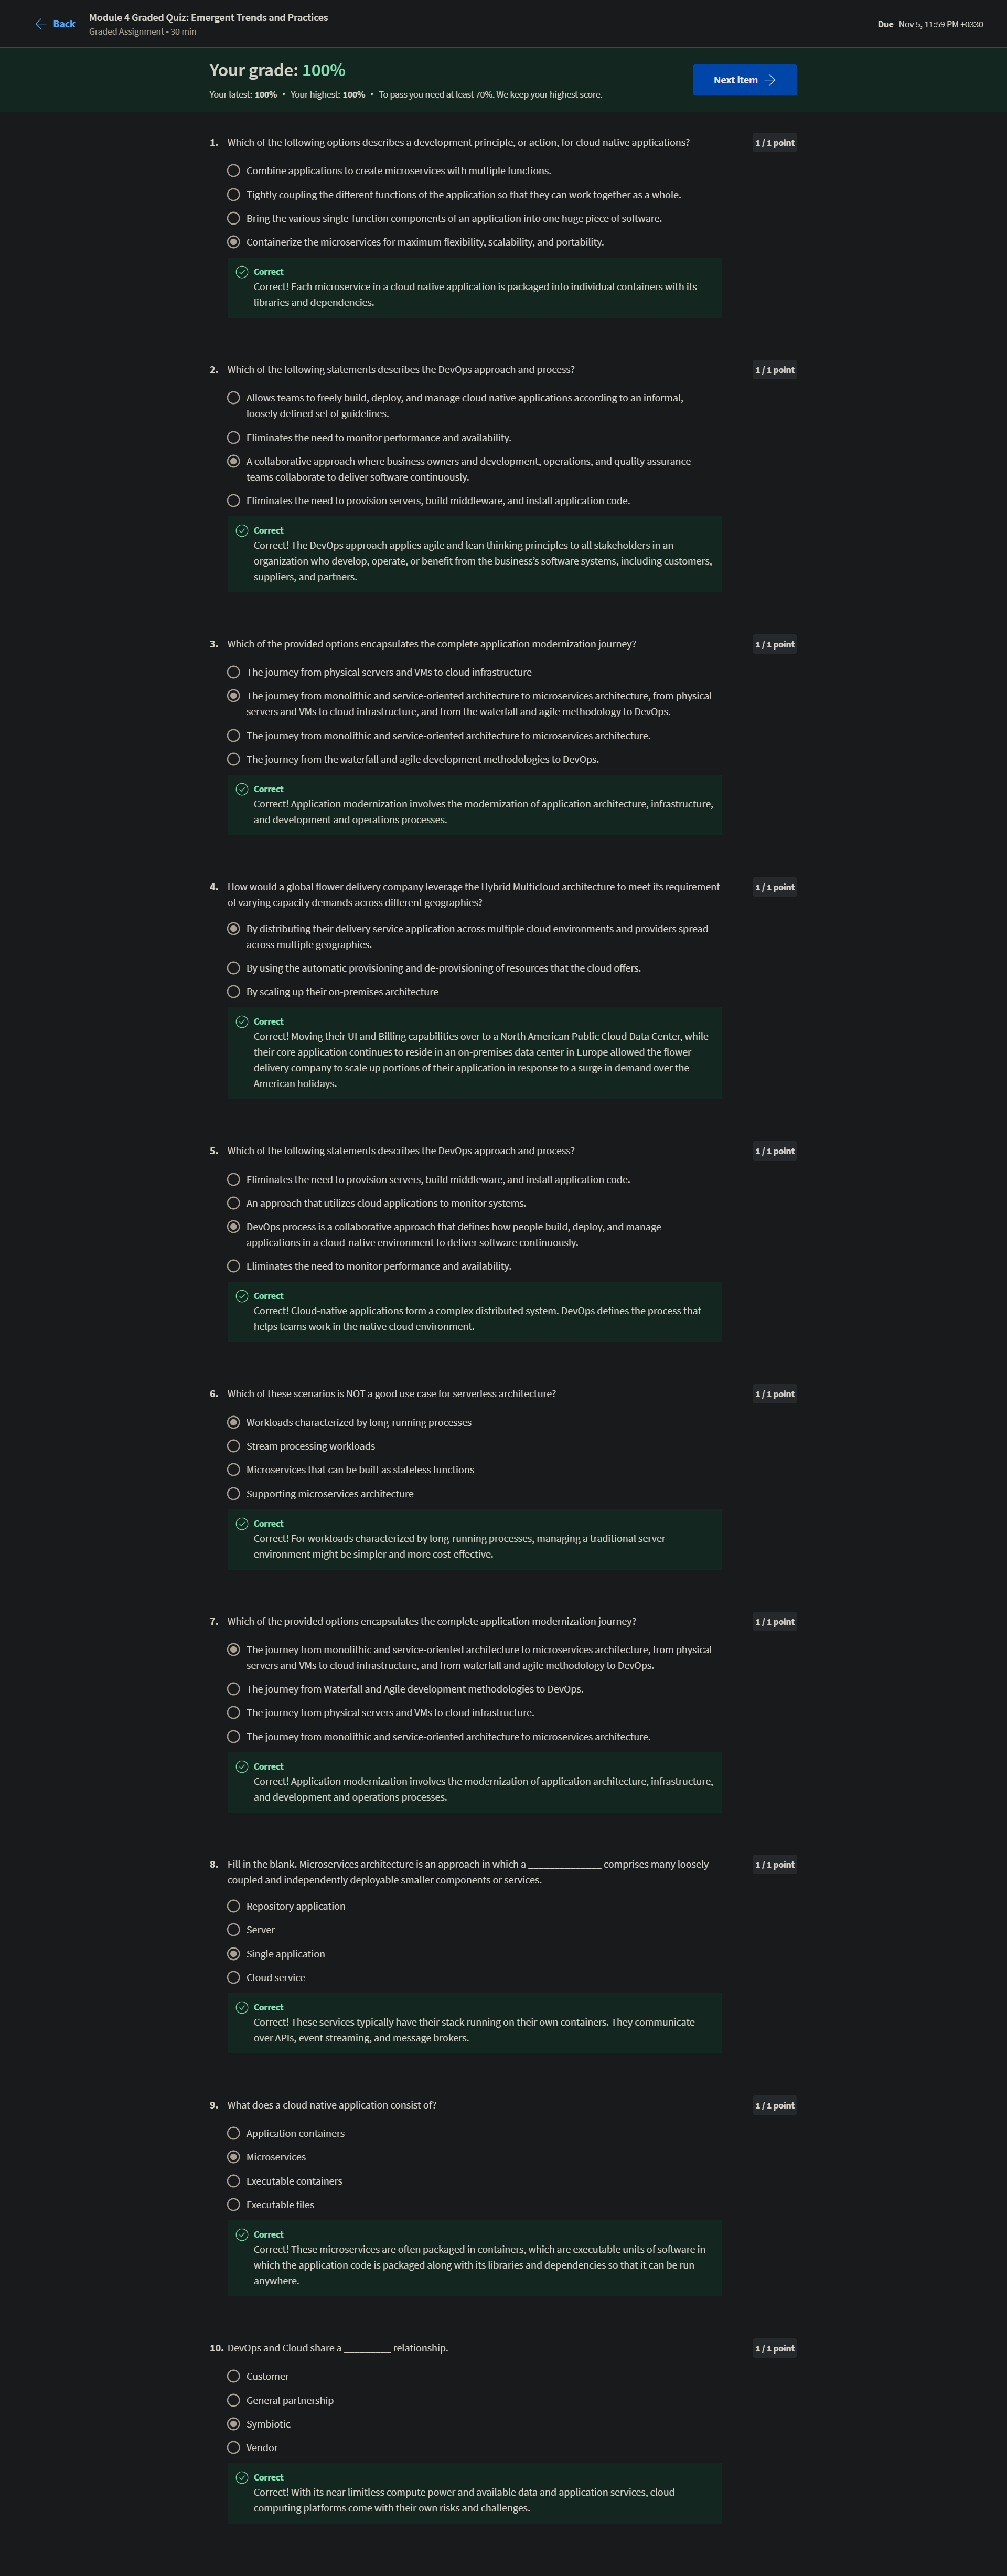 Back
Module 4 Graded Quiz: Emergent Trends and Practices
Graded Assignment • 30 min
Due Nov 5, 11:59 PM +0330
Your grade: 100%
Your latest: 100% • Your highest: 100% • To pass you need at least 70%. We keep your highest score.
Next item
1. Which of the following options describes a development principle, or action, for cloud native applications?
1 / 1 point
Combine applications to create microservices with multiple functions.
Tightly coupling the different functions of the application so that they can work together as a whole.
Bring the various single-function components of an application into one huge piece of software.
Containerize the microservices for maximum flexibility, scalability, and portability.
Correct
Correct! Each microservice in a cloud native application is packaged into individual containers with its
libraries and dependencies.
2. Which of the following statements describes the DevOps approach and process?
1 / 1 point
Allows teams to freely build, deploy, and manage cloud native applications according to an informal,
loosely defined set of guidelines.
Eliminates the need to monitor performance and availability.
A collaborative approach where business owners and development, operations, and quality assurance
teams collaborate to deliver software continuously.
Eliminates the need to provision servers, build middleware, and install application code.
Correct
Correct! The DevOps approach applies agile and lean thinking principles to all stakeholders in an
organization who develop, operate, or benefit from the business's software systems, including customers,
suppliers, and partners.
3. Which of the provided options encapsulates the complete application modernization journey?
1 / 1 point
The journey from physical servers and VMs to cloud infrastructure
The journey from monolithic and service-oriented architecture to microservices architecture, from physical
servers and VMs to cloud infrastructure, and from the waterfall and agile methodology to DevOps.
The journey from monolithic and service-oriented architecture to microservices architecture.
The journey from the waterfall and agile development methodologies to DevOps.
Correct
Correct! Application modernization involves the modernization of application architecture, infrastructure,
and development and operations processes.
4. How would a global flower delivery company leverage the Hybrid Multicloud architecture to meet its requirement
of varying capacity demands across different geographies?
1 / 1 point
By distributing their delivery service application across multiple cloud environments and providers spread
across multiple geographies.
By using the automatic provisioning and de-provisioning of resources that the cloud offers.
By scaling up their on-premises architecture
Correct
Correct! Moving their UI and Billing capabilities over to a North American Public Cloud Data Center, while
their core application continues to reside in an on-premises data center in Europe allowed the flower
delivery company to scale up portions of their application in response to a surge in demand over the
American holidays.
5. Which of the following statements describes the DevOps approach and process?
1 / 1 point
Eliminates the need to provision servers, build middleware, and install application code.
An approach that utilizes cloud applications to monitor systems.
DevOps process is a collaborative approach that defines how people build, deploy, and manage
applications in a cloud-native environment to deliver software continuously.
Eliminates the need to monitor performance and availability.
Correct
Correct! Cloud-native applications form a complex distributed system. DevOps defines the process that
helps teams work in the native cloud environment.
6. Which of these scenarios is NOT a good use case for serverless architecture?
1 / 1 point
Workloads characterized by long-running processes
Stream processing workloads
Microservices that can be built as stateless functions
Supporting microservices architecture
Correct
Correct! For workloads characterized by long-running processes, managing a traditional server
environment might be simpler and more cost-effective.
7. Which of the provided options encapsulates the complete application modernization journey?
1 / 1 point
The journey from monolithic and service-oriented architecture to microservices architecture, from physical
servers and VMs to cloud infrastructure, and from waterfall and agile methodology to DevOps.
The journey from Waterfall and Agile development methodologies to DevOps.
The journey from physical servers and VMs to cloud infrastructure.
The journey from monolithic and service-oriented architecture to microservices architecture.
Correct
Correct! Application modernization involves the modernization of application architecture, infrastructure,
and development and operations processes.
8. Fill in the blank. Microservices architecture is an approach in which a ______________ comprises many loosely
coupled and independently deployable smaller components or services.
1 / 1 point
Repository application
Server
Single application
Cloud service
Correct
Correct! These services typically have their stack running on their own containers. They communicate
over APIs, event streaming, and message brokers.
9. What does a cloud native application consist of?
1 / 1 point
Application containers
Microservices
Executable containers
Executable files
Correct
Correct! These microservices are often packaged in containers, which are executable units of software in
which the application code is packaged along with its libraries and dependencies so that it can be run
anywhere.
10. DevOps and Cloud share a _________ relationship.
1 / 1 point
Customer
General partnership
Symbiotic
Vendor
Correct
Correct! With its near limitless compute power and available data and application services, cloud
computing platforms come with their own risks and challenges.